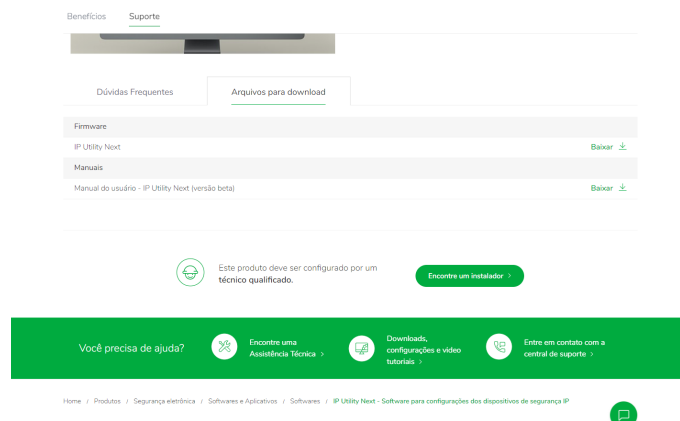 Benefícios Suporte
Dúvidas Frequentes Arquivos para download
Firmware
IP Utility Next Baixar
Manuais
Manual do usuário - IP Utility Next (versão beta) Baixar
Este produto deve ser configurado por um
técnico qualificado.
Encontre um instalador >
Você precisa de ajuda?
Encontre uma
Assistência Técnica >
Downloads,
configurações e video
tutoriais >
Entre em contato com a
central de suporte >
Home / Produtos / Segurança eletrônica / Softwares e Aplicativos / Softwares / IP Utility Next - Software para configurações dos dispositivos de segurança IP